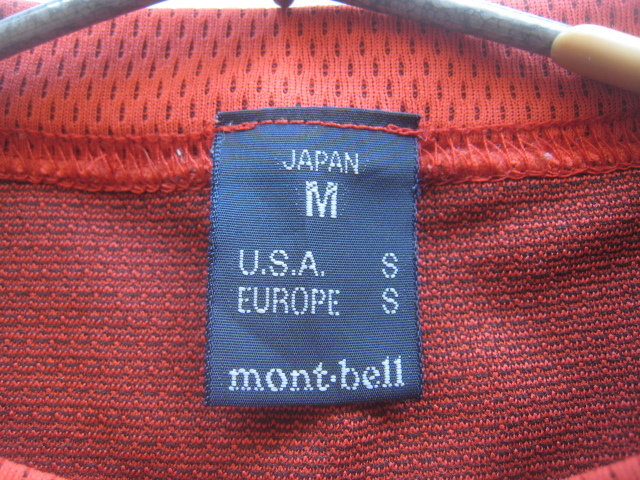 JAPAN
M
U.S.A. S
EUROPE S
mont·bell